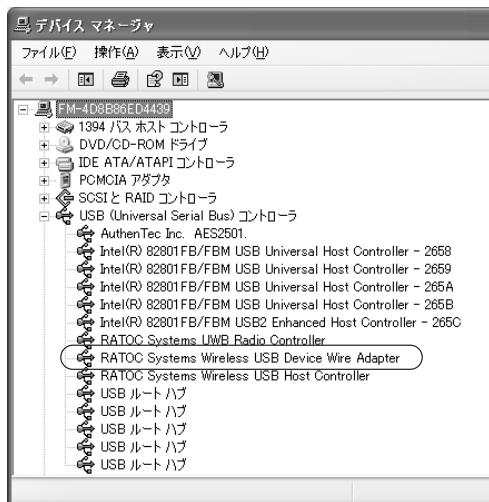 デバイス マネージャ
ファイル(F) 操作(A) 表示(V) ヘルプ(H)
FM-4D8B86ED4439
1394 バス ホスト コントローラ
DVD/CD-ROM ドライブ
IDE ATA/ATAPI コントローラ
PCMCIA アダプタ
SCSI と RAID コントローラ
USB (Universal Serial Bus) コントローラ
AuthenTec Inc. AES2501.
Intel(R) 82801FB/FBM USB Universal Host Controller - 2658
Intel(R) 82801FB/FBM USB Universal Host Controller - 2659
Intel(R) 82801FB/FBM USB Universal Host Controller - 265A
Intel(R) 82801FB/FBM USB Universal Host Controller - 265B
Intel(R) 82801FB/FBM USB2 Enhanced Host Controller - 265C
RATOC Systems UWB Radio Controller
RATOC Systems Wireless USB Device Wire Adapter
RATOC Systems Wireless USB Host Controller
USB ルート ハブ
USB ルート ハブ
USB ルート ハブ
USB ルート ハブ
USB ルート ハブ